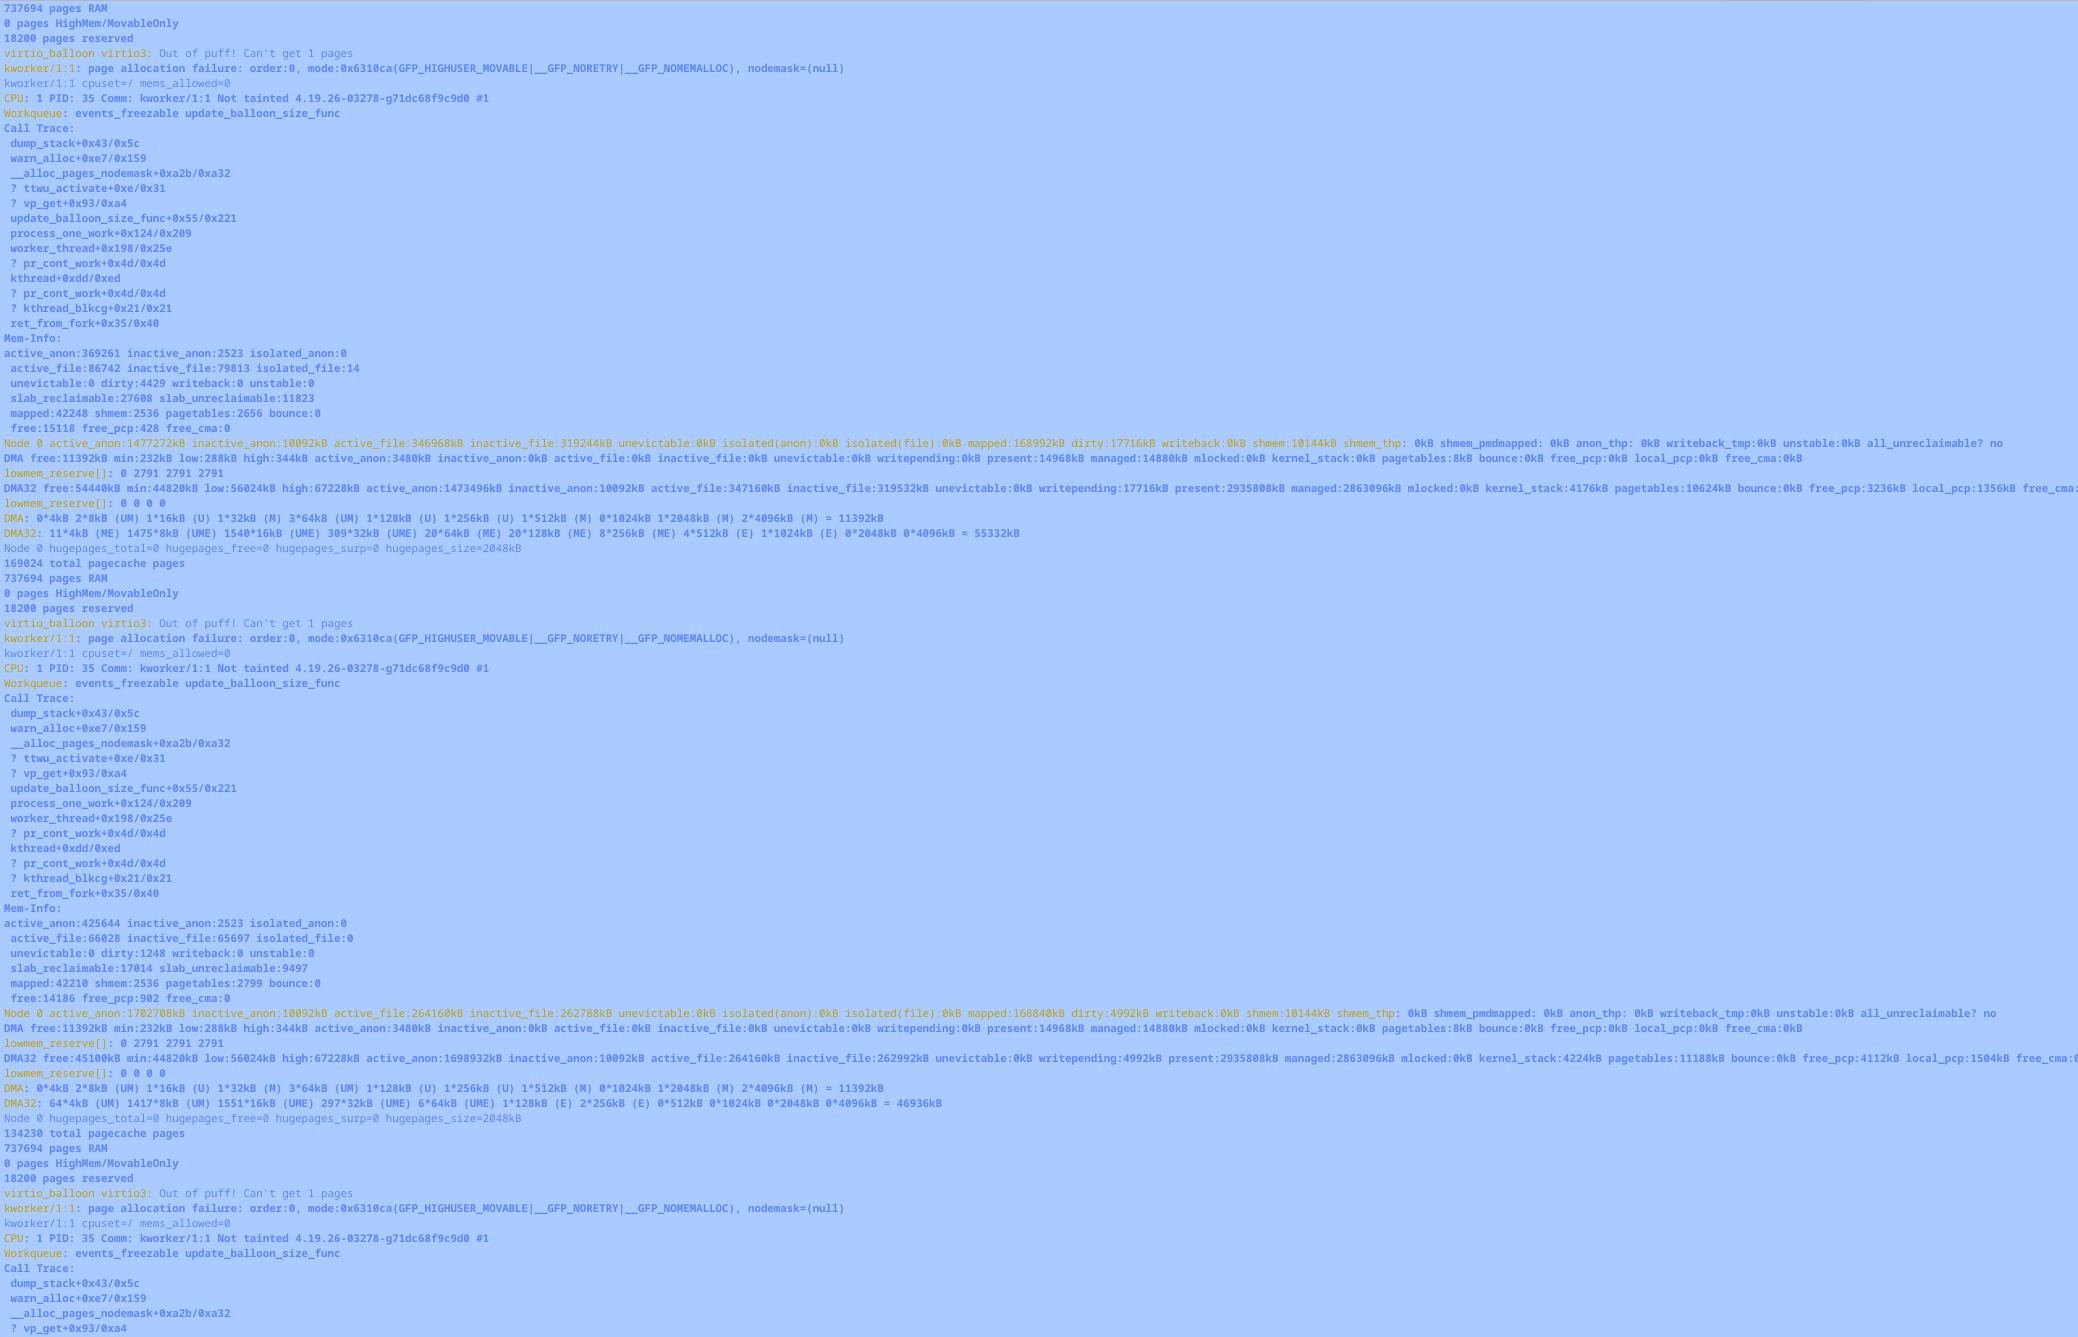 737694 pages RAM
0 pages HighMem/MovableOnly
18200 pages reserved
virtio_balloon virtio3: Out of puff! Can't get 1 pages
kworker/1:1: page allocation failure: order:0, mode:0x6310ca(GFP_HIGHUSER_MOVABLE|__GFP_NORETRY|__GFP_NOMEMALLOC), nodemask=(null)
kworker/1:1 cpuset=/ mems_allowed=0
CPU: 1 PID: 35 Comm: kworker/1:1 Not tainted 4.19.26-03278-g71dc68f9c9d0 #1
Workqueue: events_freezable update_balloon_size_func
Call Trace:
 dump_stack+0x43/0x5c
 warn_alloc+0xe7/0x159
 __alloc_pages_nodemask+0xa2b/0xa32
 ? ttwu_activate+0xe/0x31
 ? vp_get+0x93/0xa4
 update_balloon_size_func+0x55/0x221
 process_one_work+0x124/0x209
 worker_thread+0x198/0x25e
 ? pr_cont_work+0x4d/0x4d
 kthread+0xdd/0xed
 ? pr_cont_work+0x4d/0x4d
 ? kthread_blkcg+0x21/0x21
 ret_from_fork+0x35/0x40
Mem-Info:
active_anon:369261 inactive_anon:2523 isolated_anon:0
 active_file:86742 inactive_file:79813 isolated_file:14
 unevictable:0 dirty:4429 writeback:0 unstable:0
 slab_reclaimable:27608 slab_unreclaimable:11823
 mapped:42248 shmem:2536 pagetables:2656 bounce:0
 free:15118 free_pcp:428 free_cma:0
Node 0 active_anon:1477272kB inactive_anon:10092kB active_file:346968kB inactive_file:319244kB unevictable:0kB isolated(anon):0kB isolated(file):0kB mapped:168992kB dirty:17716kB writeback:0kB shmem:10144kB shmem_thp: 0kB shmem_pmdmapped: 0kB anon_thp: 0kB writeback_tmp:0kB unstable:0kB all_unreclaimable? no
DMA free:11392kB min:232kB low:288kB high:344kB active_anon:3480kB inactive_anon:0kB active_file:0kB inactive_file:0kB unevictable:0kB writepending:0kB present:14968kB managed:14880kB mlocked:0kB kernel_stack:0kB pagetables:8kB bounce:0kB free_pcp:0kB local_pcp:0kB free_cma:0kB
lowmem_reserve[]: 0 2791 2791 2791
DMA32 free:54440kB min:44820kB low:56024kB high:67228kB active_anon:1473496kB inactive_anon:10092kB active_file:347160kB inactive_file:319532kB unevictable:0kB writepending:17716kB present:2935808kB managed:2863096kB mlocked:0kB kernel_stack:4176kB pagetables:10624kB bounce:0kB free_pcp:3236kB local_pcp:1356kB free_cma:
lowmem_reserve[]: 0 0 0 0
DMA: 0*4kB 2*8kB (UM) 1*16kB (U) 1*32kB (M) 3*64kB (UM) 1*128kB (U) 1*256kB (U) 1*512kB (M) 0*1024kB 1*2048kB (M) 2*4096kB (M) = 11392kB
DMA32: 11*4kB (ME) 1475*8kB (UME) 1540*16kB (UME) 309*32kB (UME) 20*64kB (ME) 20*128kB (ME) 8*256kB (ME) 4*512kB (E) 1*1024kB (E) 0*2048kB 0*4096kB = 55332kB
Node 0 hugepages_total=0 hugepages_free=0 hugepages_surp=0 hugepages_size=2048kB
169024 total pagecache pages
737694 pages RAM
0 pages HighMem/MovableOnly
18200 pages reserved
virtio_balloon virtio3: Out of puff! Can't get 1 pages
kworker/1:1: page allocation failure: order:0, mode:0x6310ca(GFP_HIGHUSER_MOVABLE|__GFP_NORETRY|__GFP_NOMEMALLOC), nodemask=(null)
kworker/1:1 cpuset=/ mems_allowed=0
CPU: 1 PID: 35 Comm: kworker/1:1 Not tainted 4.19.26-03278-g71dc68f9c9d0 #1
Workqueue: events_freezable update_balloon_size_func
Call Trace:
 dump_stack+0x43/0x5c
 warn_alloc+0xe7/0x159
 __alloc_pages_nodemask+0xa2b/0xa32
 ? ttwu_activate+0xe/0x31
 ? vp_get+0x93/0xa4
 update_balloon_size_func+0x55/0x221
 process_one_work+0x124/0x209
 worker_thread+0x198/0x25e
 ? pr_cont_work+0x4d/0x4d
 kthread+0xdd/0xed
 ? pr_cont_work+0x4d/0x4d
 ? kthread_blkcg+0x21/0x21
 ret_from_fork+0x35/0x40
Mem-Info:
active_anon:425644 inactive_anon:2523 isolated_anon:0
 active_file:66028 inactive_file:65697 isolated_file:0
 unevictable:0 dirty:1248 writeback:0 unstable:0
 slab_reclaimable:17014 slab_unreclaimable:9497
 mapped:42210 shmem:2536 pagetables:2799 bounce:0
 free:14186 free_pcp:902 free_cma:0
Node 0 active_anon:1702708kB inactive_anon:10092kB active_file:264160kB inactive_file:262788kB unevictable:0kB isolated(anon):0kB isolated(file):0kB mapped:168840kB dirty:4992kB writeback:0kB shmem:10144kB shmem_thp: 0kB shmem_pmdmapped: 0kB anon_thp: 0kB writeback_tmp:0kB unstable:0kB all_unreclaimable? no
DMA free:11392kB min:232kB low:288kB high:344kB active_anon:3480kB inactive_anon:0kB active_file:0kB inactive_file:0kB unevictable:0kB writepending:0kB present:14968kB managed:14880kB mlocked:0kB kernel_stack:0kB pagetables:8kB bounce:0kB free_pcp:0kB local_pcp:0kB free_cma:0kB
lowmem_reserve[]: 0 2791 2791 2791
DMA32 free:45100kB min:44820kB low:56024kB high:67228kB active_anon:1698932kB inactive_anon:10092kB active_file:264160kB inactive_file:262992kB unevictable:0kB writepending:4992kB present:2935808kB managed:2863096kB mlocked:0kB kernel_stack:4224kB pagetables:11188kB bounce:0kB free_pcp:4112kB local_pcp:1504kB free_cma:0
lowmem_reserve[]: 0 0 0 0
DMA: 0*4kB 2*8kB (UM) 1*16kB (U) 1*32kB (M) 3*64kB (UM) 1*128kB (U) 1*256kB (U) 1*512kB (M) 0*1024kB 1*2048kB (M) 2*4096kB (M) = 11392kB
DMA32: 64*4kB (UM) 1417*8kB (UM) 1551*16kB (UME) 297*32kB (UME) 6*64kB (UME) 1*128kB (E) 2*256kB (E) 0*512kB 0*1024kB 0*2048kB 0*4096kB = 46936kB
Node 0 hugepages_total=0 hugepages_free=0 hugepages_surp=0 hugepages_size=2048kB
134230 total pagecache pages
737694 pages RAM
0 pages HighMem/MovableOnly
18200 pages reserved
virtio_balloon virtio3: Out of puff! Can't get 1 pages
kworker/1:1: page allocation failure: order:0, mode:0x6310ca(GFP_HIGHUSER_MOVABLE|__GFP_NORETRY|__GFP_NOMEMALLOC), nodemask=(null)
kworker/1:1 cpuset=/ mems_allowed=0
CPU: 1 PID: 35 Comm: kworker/1:1 Not tainted 4.19.26-03278-g71dc68f9c9d0 #1
Workqueue: events_freezable update_balloon_size_func
Call Trace:
 dump_stack+0x43/0x5c
 warn_alloc+0xe7/0x159
 __alloc_pages_nodemask+0xa2b/0xa32
 ? vp_get+0x93/0xa4